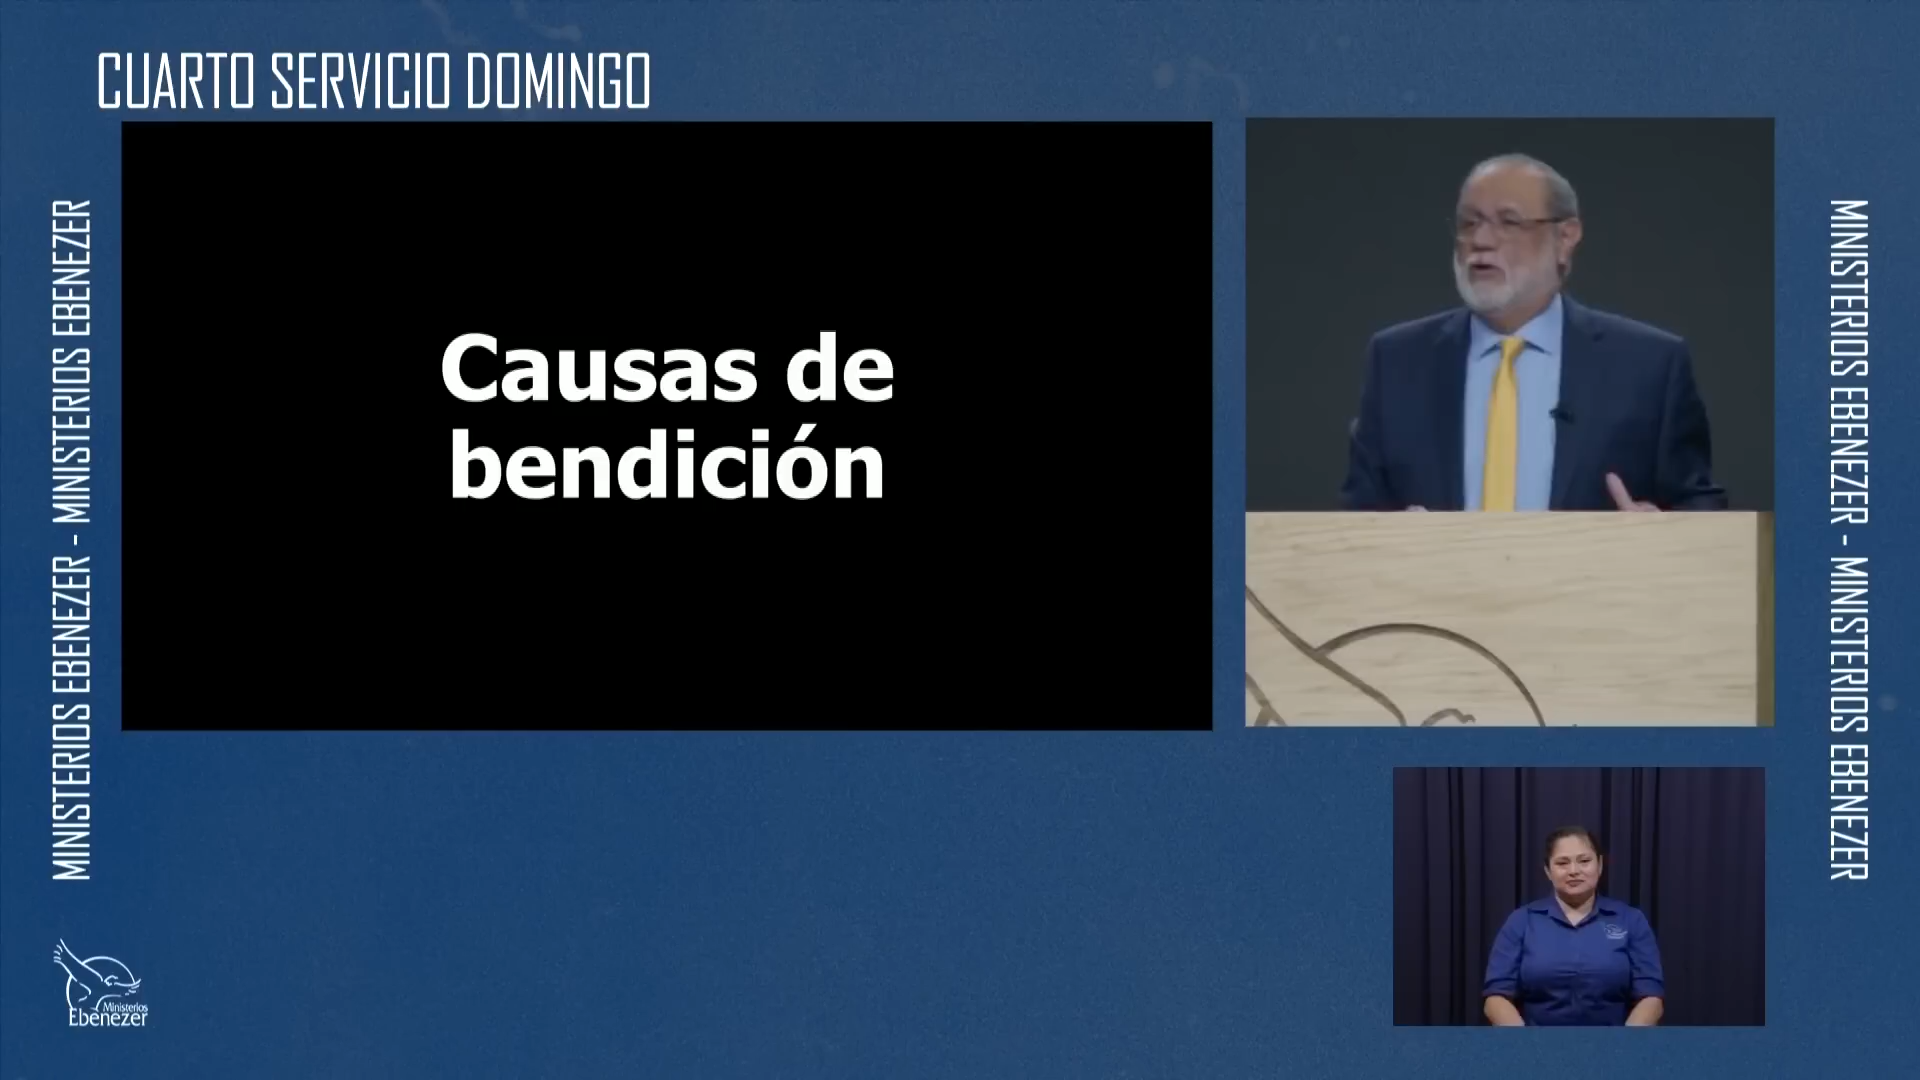 CUARTO SERVICIO DOMINGO
MINISTERIOS EBENEZER - MINISTERIOS EBENEZER
Causas de
bendición
MINISTERIOS EBENEZER - MINISTERIOS EBENEZER
Ministerios
Ebenezer